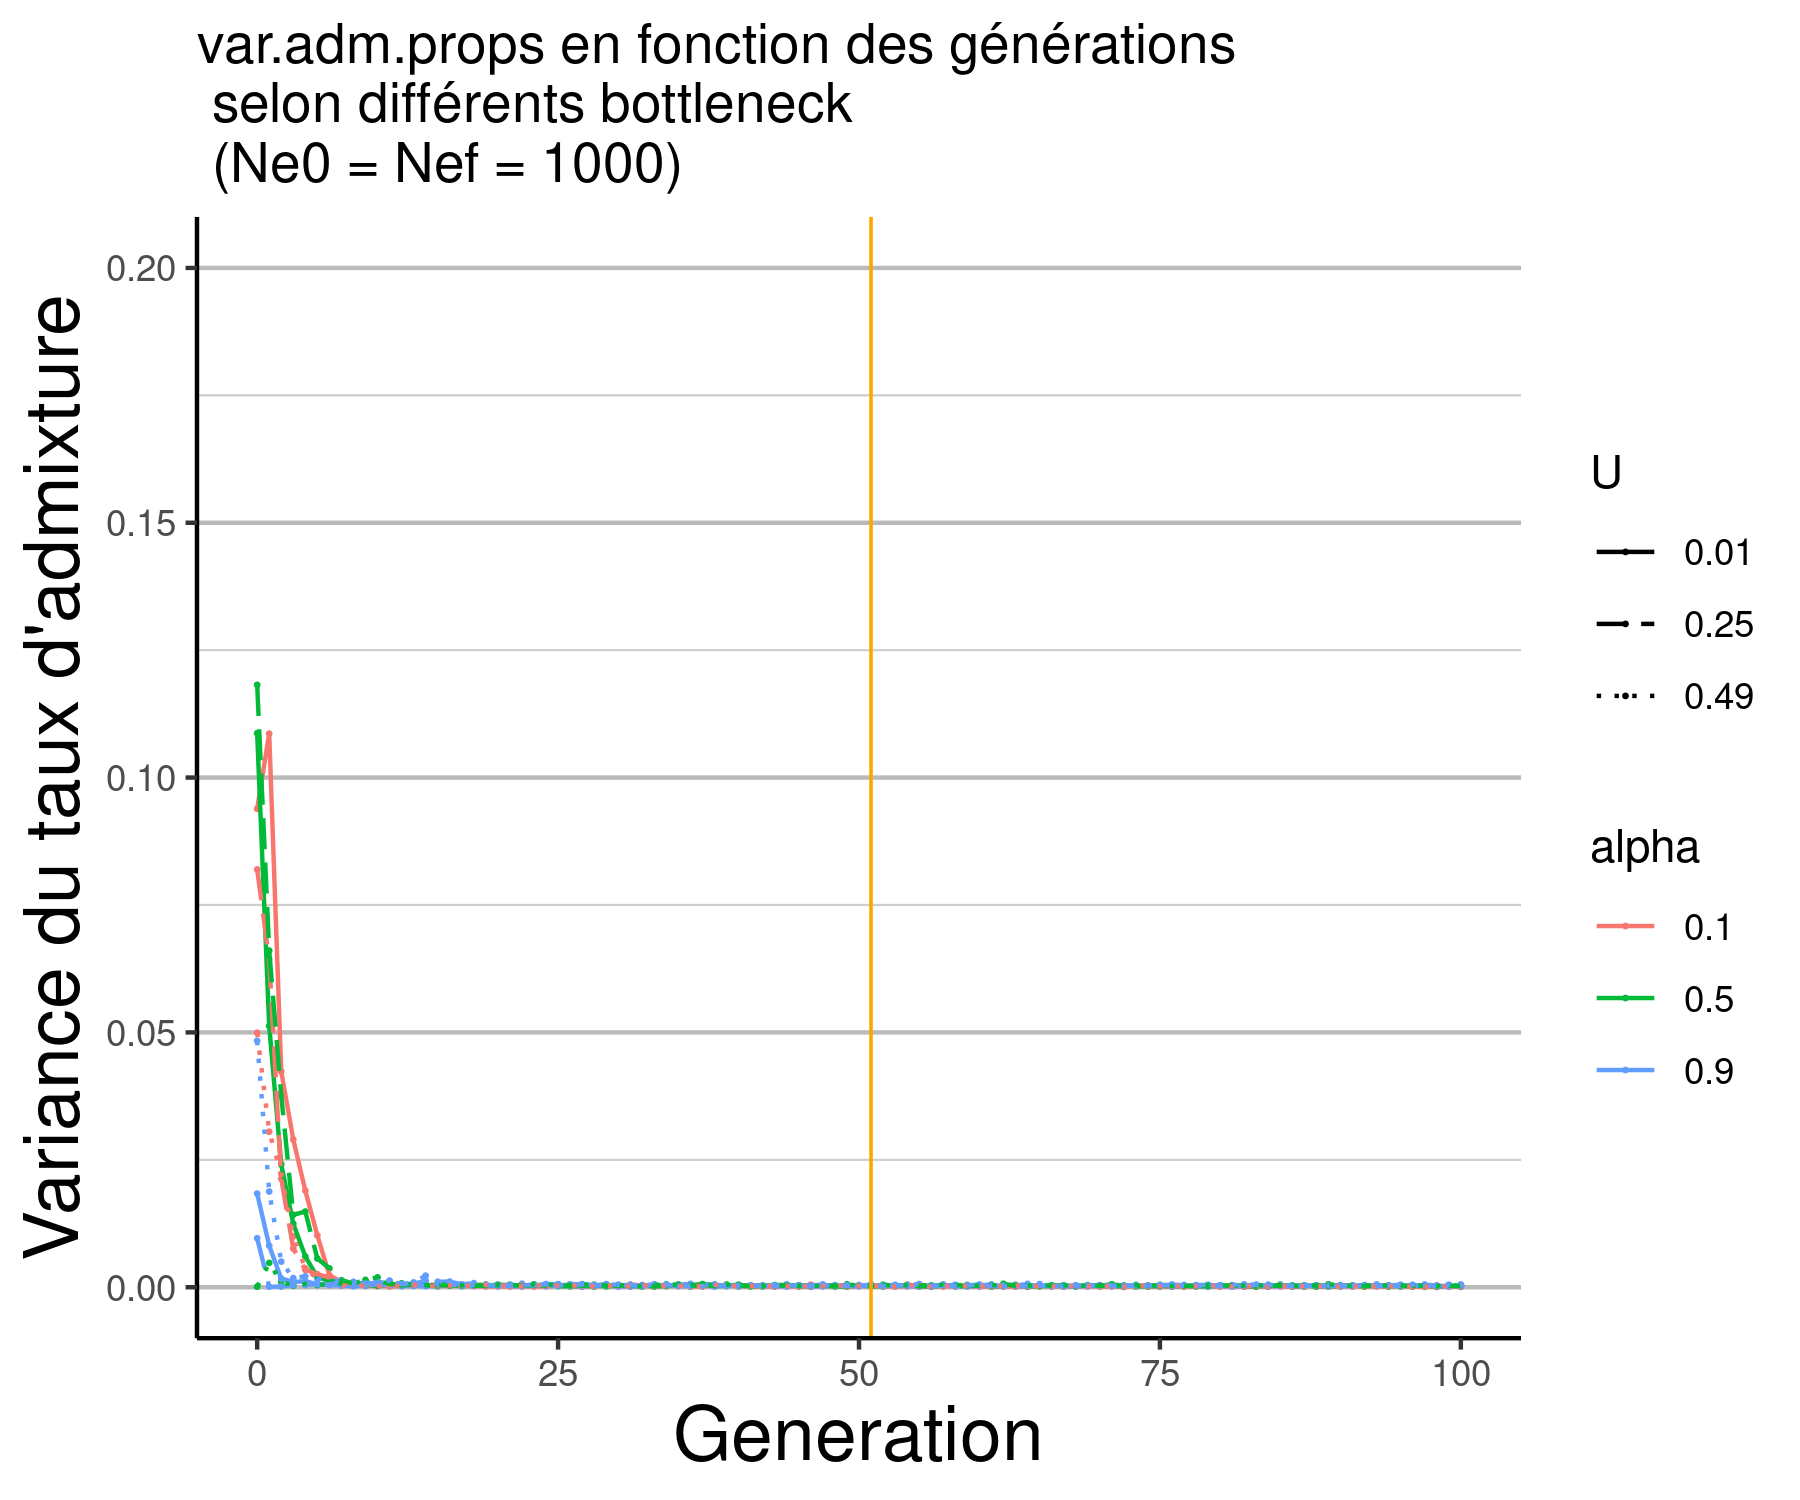 var.adm.props en fonction des générations
selon différents bottleneck
(Ne0 = Nef = 1000)
Variance du taux d'admixture
0.20
0.15
0.10
0.05
0.00
0
25
50
75
100
Generation
U
0.01
0.25
0.49
alpha
0.1
0.5
0.9